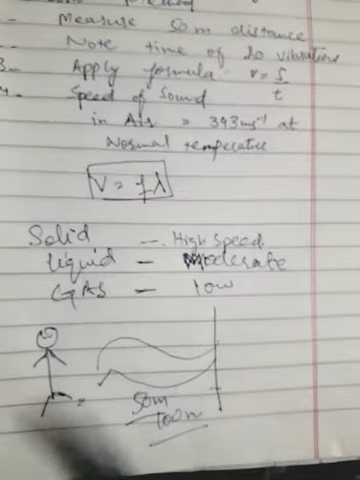 - Measure 50m distance
- Note time of 20 vibration
3- Apply formula v = S/t
4- Speed of Sound
in Air = 343ms⁻¹ at
Normal temperature
V = fλ
Solid — High Speed.
liquid — Moderate
GAS — low
50m
100m